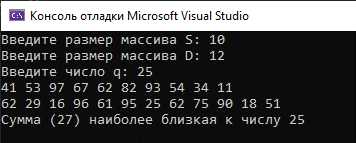 Консоль отладки Microsoft Visual Studio
Введите размер массива S: 10
Введите размер массива D: 12
Введите число q: 25
41 53 97 67 62 82 93 54 34 11
62 29 16 96 61 95 25 62 75 90 18 51
Сумма (27) наиболее близкая к числу 25